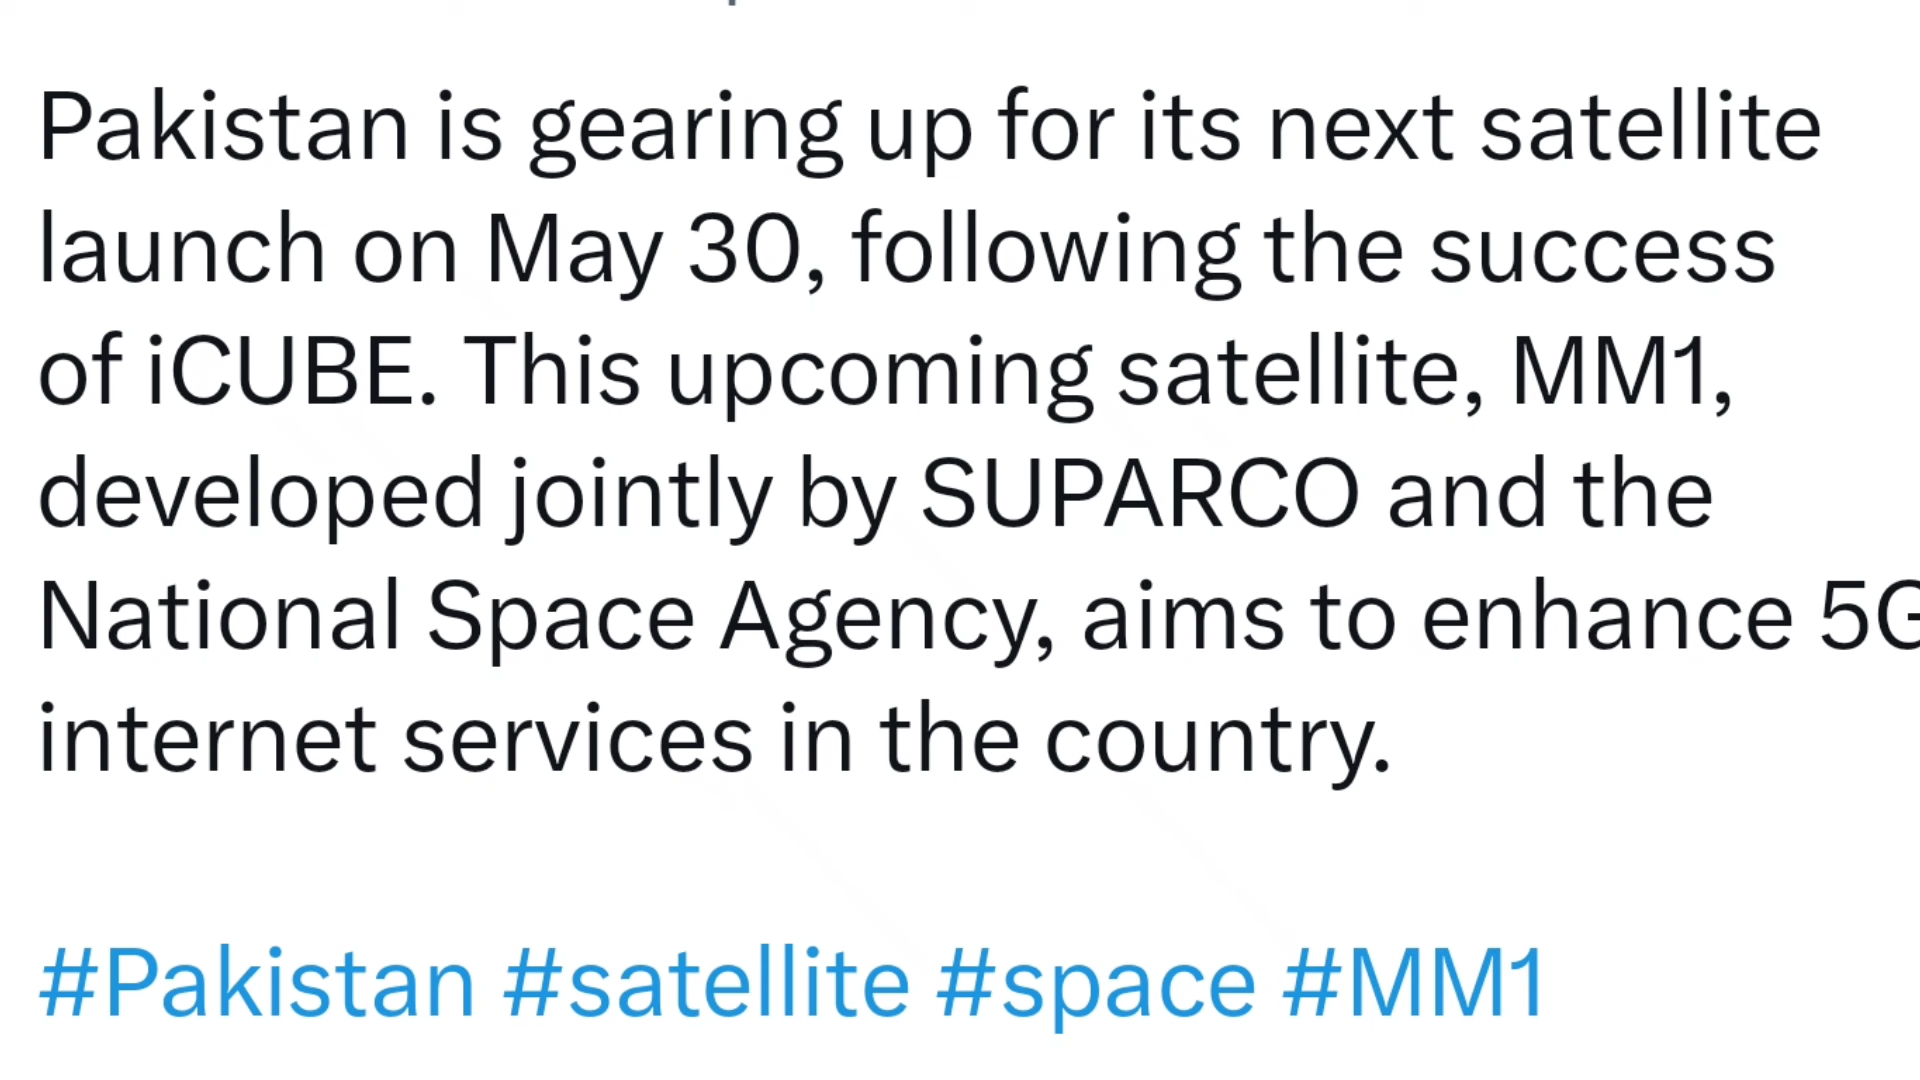 Pakistan is gearing up for its next satellite
launch on May 30, following the success
of iCUBE. This upcoming satellite, MM1,
developed jointly by SUPARCO and the
National Space Agency, aims to enhance 5G
internet services in the country.
#Pakistan #satellite #space #MM1